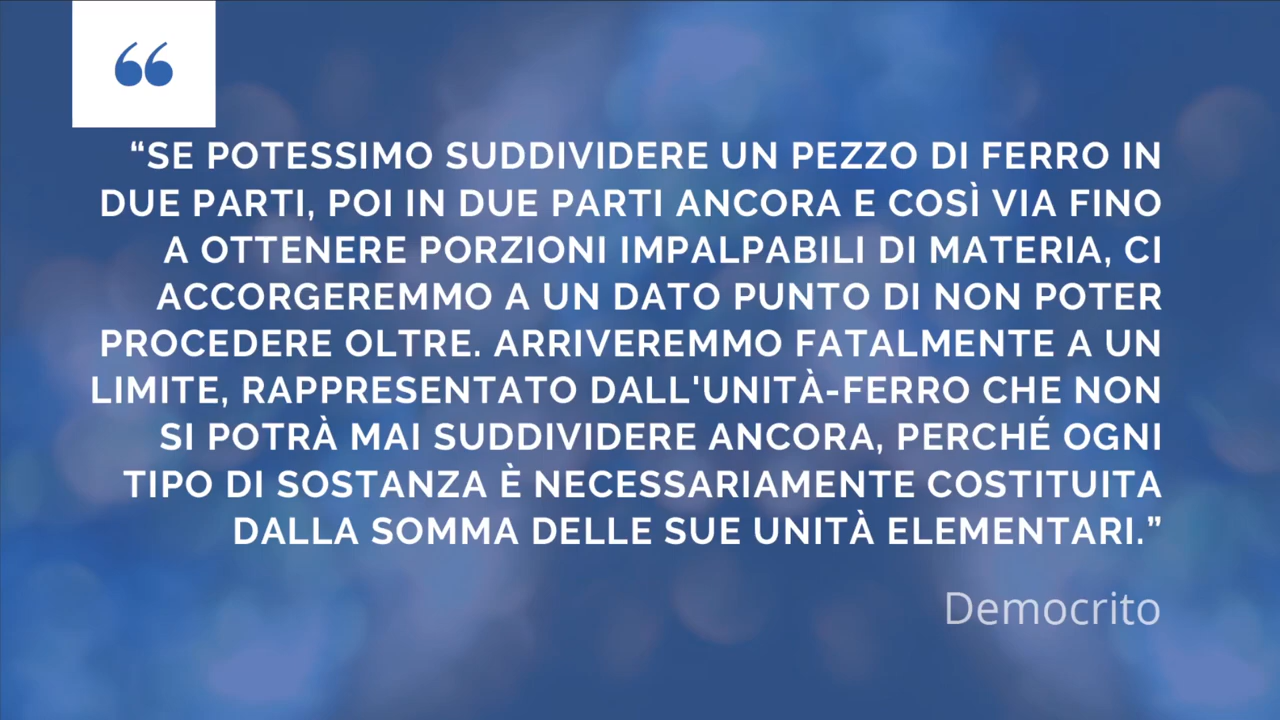 “
“SE POTESSIMO SUDDIVIDERE UN PEZZO DI FERRO IN
DUE PARTI, POI IN DUE PARTI ANCORA E COSÌ VIA FINO
A OTTENERE PORZIONI IMPALPABILI DI MATERIA, CI
ACCORGEREMMO A UN DATO PUNTO DI NON POTER
PROCEDERE OLTRE. ARRIVEREMMO FATALMENTE A UN
LIMITE, RAPPRESENTATO DALL'UNITÀ-FERRO CHE NON
SI POTRÀ MAI SUDDIVIDERE ANCORA, PERCHÉ OGNI
TIPO DI SOSTANZA È NECESSARIAMENTE COSTITUITA
DALLA SOMMA DELLE SUE UNITÀ ELEMENTARI.”
Democrito